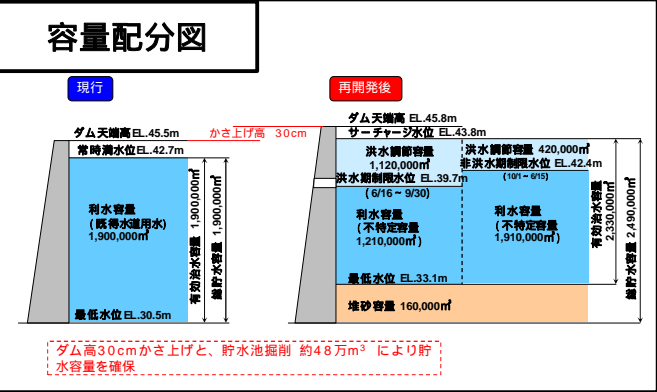 容量配分図
現行
再開発後
ダム天端高 EL.45.5m
常時満水位 EL.42.7m
利水容量
(既得水道用水)
1,900,000㎥
有効治水容量 1,900,000㎥
総貯水容量 1,900,000㎥
最低水位 EL.30.5m
かさ上げ高 30cm
ダム天端高 EL.45.8m
サーチャージ水位 EL.43.8m
洪水調節容量
1,120,000㎥
洪水期制限水位 EL.39.7m
(6/16~9/30)
利水容量
(不特定容量
1,210,000㎥)
洪水調節容量 420,000㎥
非洪水期制限水位 EL.42.4m
(10/1~6/15)
利水容量
(不特定容量
1,910,000㎥)
最低水位 EL.33.1m
堆砂容量 160,000㎥
有効治水容量
2,330,000㎥
総貯水容量 2,490,000㎥
ダム高30cmかさ上げと、貯水池掘削 約48万m³ により貯
水容量を確保